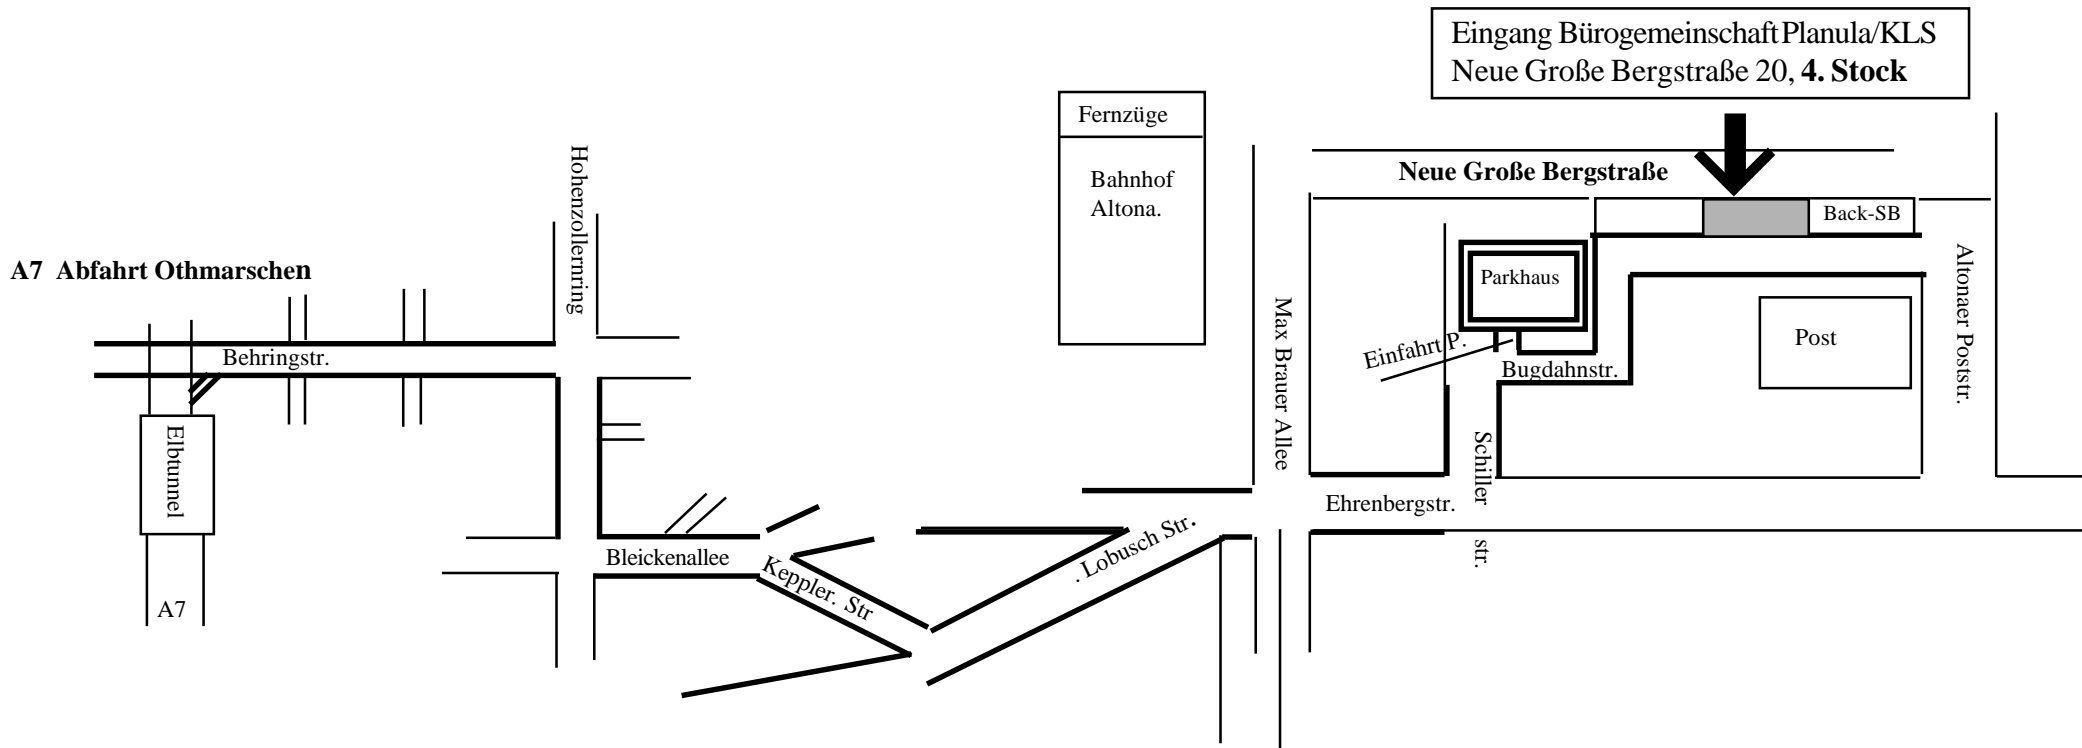 Eingang Bürogemeinschaft Planula/KLS
Neue Große Bergstraße 20, 4. Stock
Fernzüge
Bahnhof
Altona.
Hohenzollernring
Neue Große Bergstraße
Back-SB
A7 Abfahrt Othmarschen
Parkhaus
Altonaer Poststr.
Max Brauer Allee
Behringstr.
Einfahrt P.
Post
Bugdahnstr.
Elbtunnel
Schiller
str.
Ehrenbergstr.
. Lobusch Str.
Bleickenallee
Keppler. Str
A7